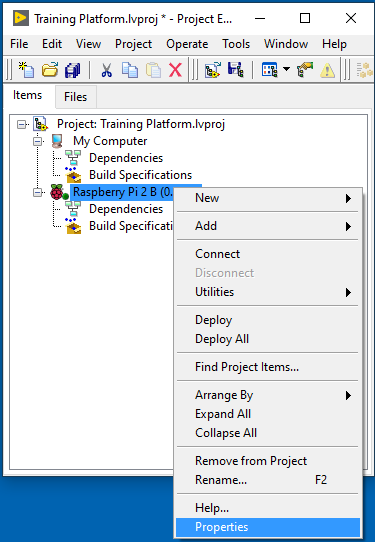 Training Platform.lvproj * - Project E...
File Edit View Project Operate Tools Window Help
Items Files
Project: Training Platform.lvproj
My Computer
Dependencies
Build Specifications
Raspberry Pi 2 B (0.
Dependencies
Build Specificati
New
Add
Connect
Disconnect
Utilities
Deploy
Deploy All
Find Project Items...
Arrange By
Expand All
Collapse All
Remove from Project
Rename... F2
Help...
Properties